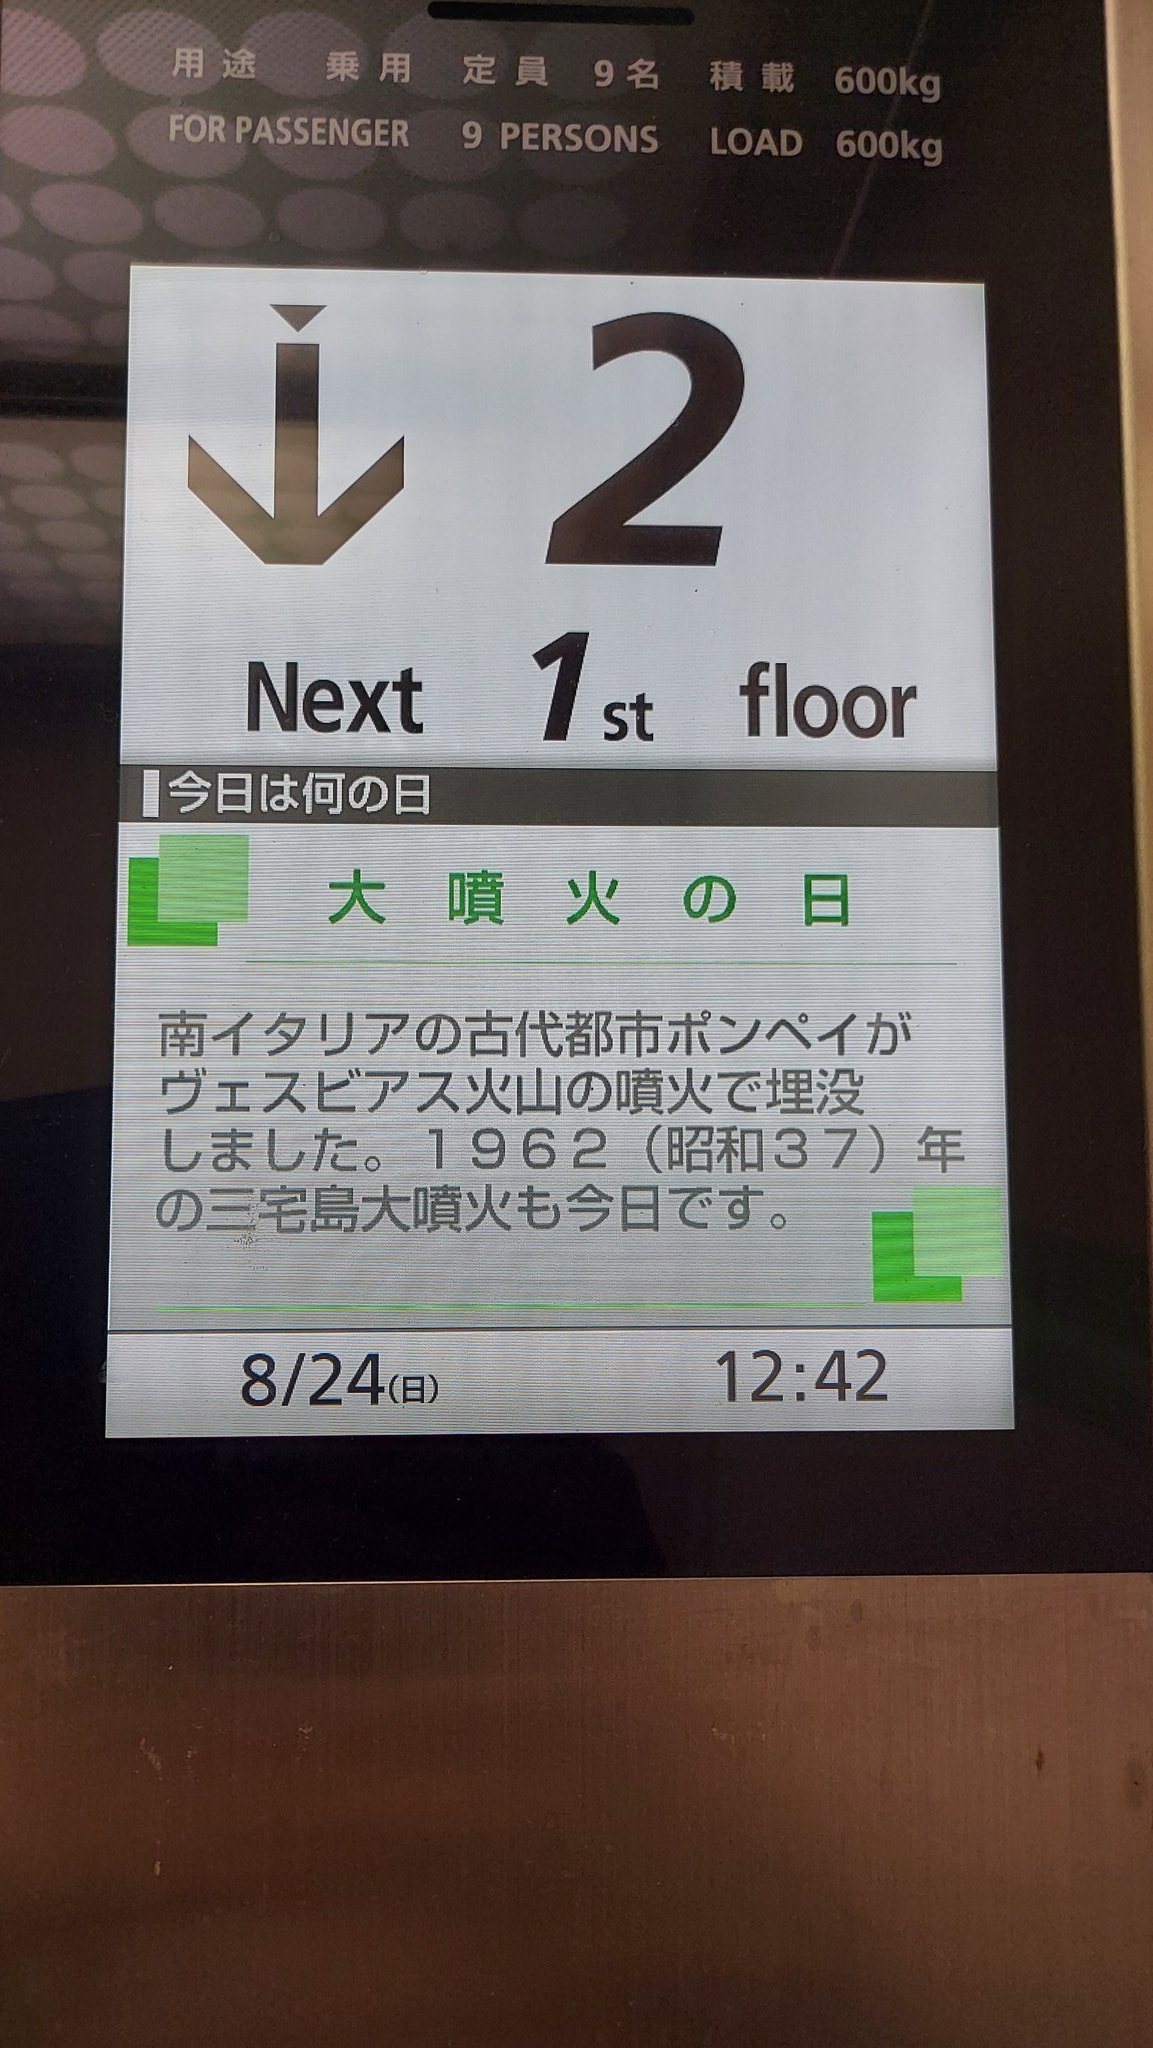 用途 乗用 定員 9名 積載 600kg
FOR PASSENGER 9 PERSONS LOAD 600kg
2
Next 1st floor
今日は何の日
大噴火の日
南イタリアの古代都市ポンペイが
ヴェスビアス火山の噴火で埋没
しました。１９６２（昭和３７）年
の三宅島大噴火も今日です。
8/24(日) 12:42